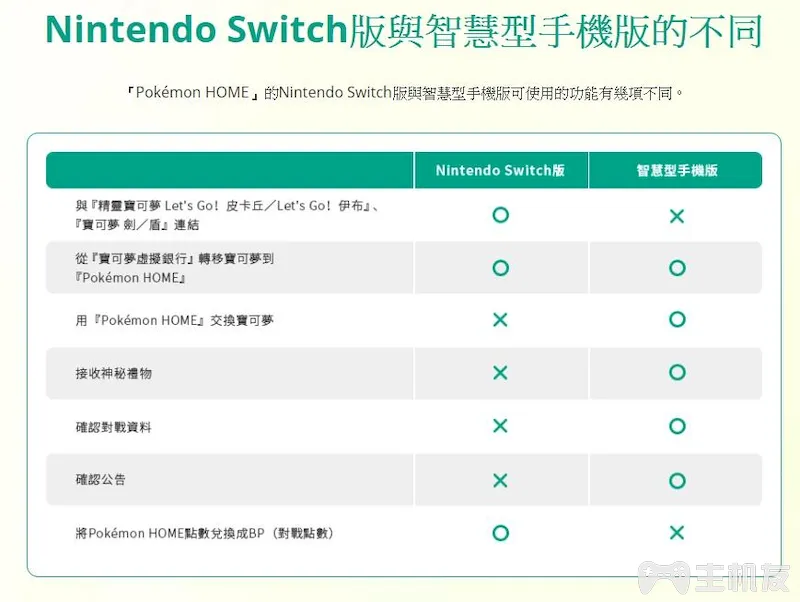 Nintendo Switch版與智慧型手機版的不同
「Pokémon HOME」的Nintendo Switch版與智慧型手機版可使用的功能有幾項不同。
Nintendo Switch版 智慧型手機版
與『精靈寶可夢 Let's Go! 皮卡丘/Let's Go! 伊布』、
『寶可夢 劍/盾』連結 ○ ×
從『寶可夢虛擬銀行』轉移寶可夢到
『Pokémon HOME』 ○ ○
用『Pokémon HOME』交換寶可夢 × ○
接收神秘禮物 × ○
確認對戰資料 × ○
確認公告 × ○
將Pokémon HOME點數兌換成BP(對戰點數) ○ ×
主机友